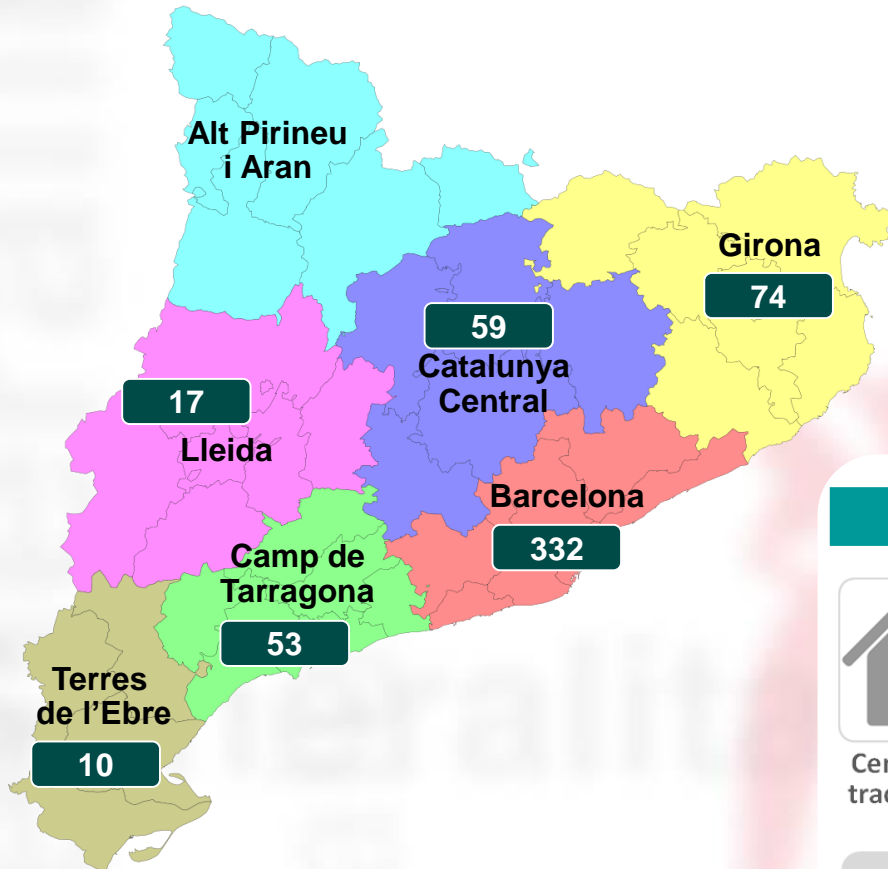 Alt Pirineu
i Aran
Girona
74
59
Catalunya
Central
17
Lleida
Barcelona
332
Camp de
Tarragona
53
Terres
de l’Ebre
10